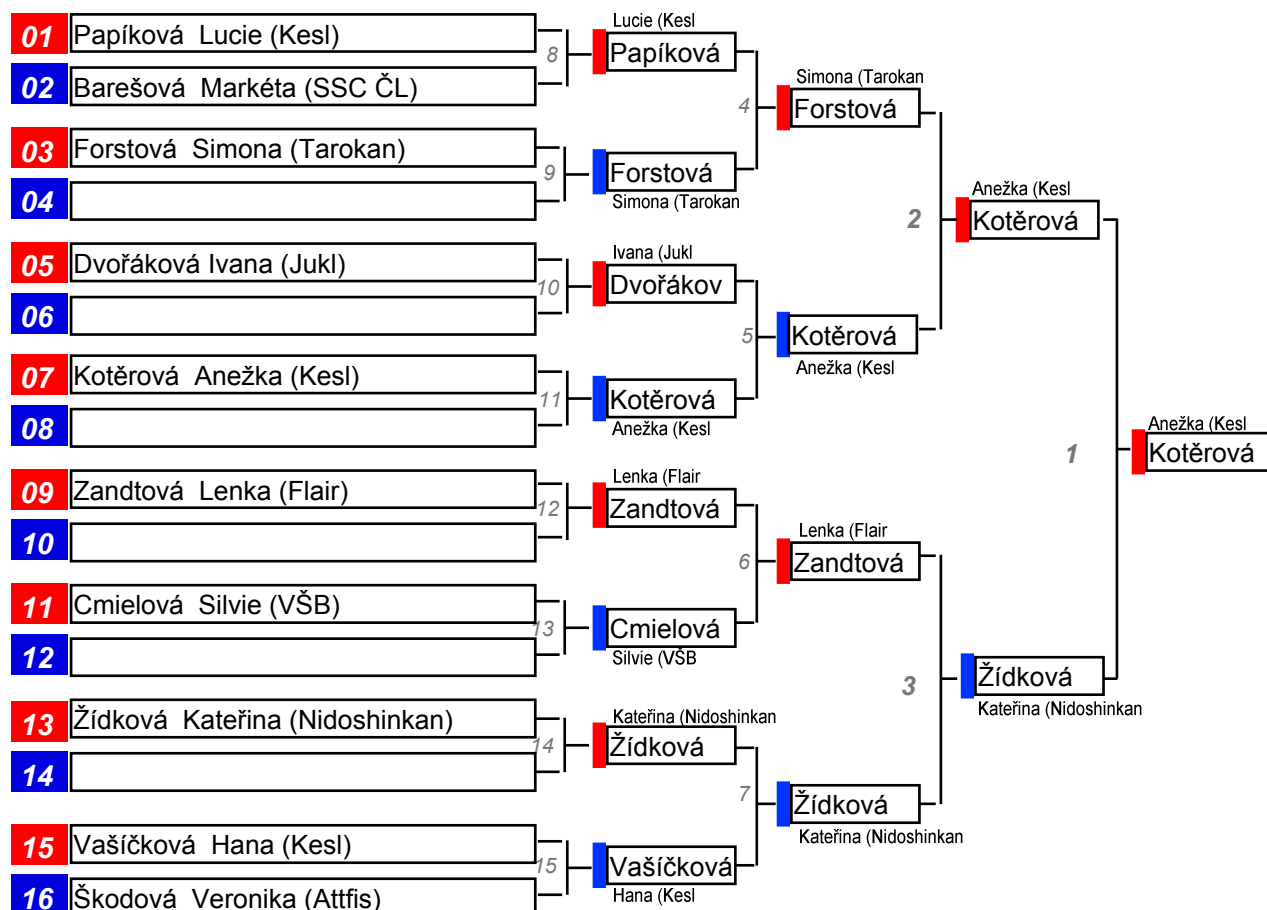 01 Papíková  Lucie (Kesl)
02 Barešová  Markéta (SSC ČL)
03 Forstová  Simona (Tarokan)
04
05 Dvořáková Ivana (Jukl)
06
07 Kotěrová  Anežka (Kesl)
08
09 Zandtová  Lenka (Flair)
10
11 Cmielová  Silvie (VŠB)
12
13 Žídková  Kateřina (Nidoshinkan)
14
15 Vašíčková  Hana (Kesl)
16 Škodová  Veronika (Attfis)
8
9
10
11
12
13
14
15
Lucie (Kesl
Papíková
Forstová
Simona (Tarokan
Ivana (Jukl
Dvořákov
Kotěrová
Anežka (Kesl
Lenka (Flair
Zandtová
Cmielová
Silvie (VŠB
Kateřina (Nidoshinkan
Žídková
Vašíčková
Hana (Kesl
4
5
6
7
Simona (Tarokan
Forstová
Kotěrová
Anežka (Kesl
Lenka (Flair
Zandtová
Žídková
Kateřina (Nidoshinkan
2
3
Anežka (Kesl
Kotěrová
Žídková
Kateřina (Nidoshinkan
1
Anežka (Kesl
Kotěrová